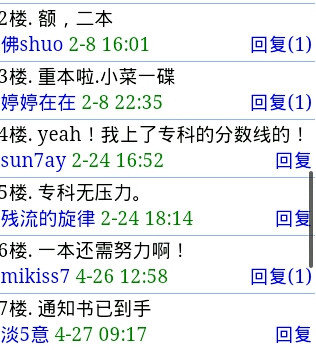 2楼. 额，二本
佛shuo 2-8 16:01 回复(1)
3楼. 重本啦.小菜一碟
婷婷在在 2-8 22:35 回复(1)
4楼. yeah！我上了专科的分数线的！
sun7ay 2-24 16:52 回复
5楼. 专科无压力。
残流的旋律 2-24 18:14 回复
6楼. 一本还需努力啊！
mikiss7 4-26 12:58 回复(1)
7楼. 通知书已到手
淡5意 4-27 09:17 回复